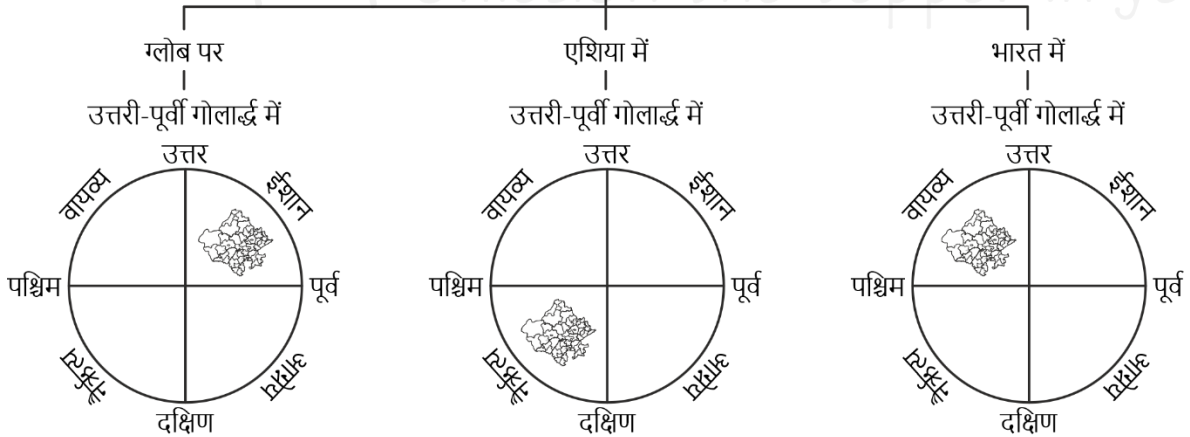 ग्लोब पर
एशिया में
भारत में
उत्तरी-पूर्वी गोलार्द्ध में
उत्तरी-पूर्वी गोलार्द्ध में
उत्तरी-पूर्वी गोलार्द्ध में
उत्तर
वायव्य
ईशान
पश्चिम
पूर्व
नैर्ऋत्य
आग्नेय
दक्षिण
उत्तर
वायव्य
ईशान
पश्चिम
पूर्व
नैर्ऋत्य
आग्नेय
दक्षिण
उत्तर
वायव्य
ईशान
पश्चिम
पूर्व
नैर्ऋत्य
आग्नेय
दक्षिण